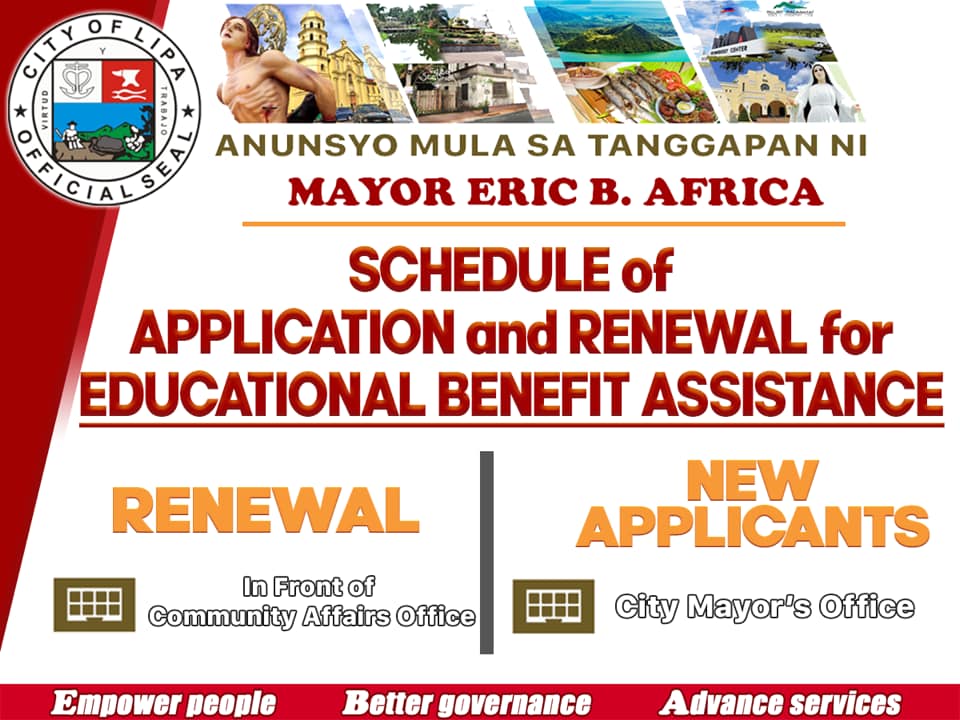 CITY OF LIPA
Y
VIRTUD
TRABAJO
OFFICIAL SEAL
ANUNSYO MULA SA TANGGAPAN NI
MAYOR ERIC B. AFRICA
SCHEDULE of
APPLICATION and RENEWAL for
EDUCATIONAL BENEFIT ASSISTANCE
RENEWAL
In Front of
Community Affairs Office
NEW
APPLICANTS
City Mayor's Office
Empower people Better governance Advance services